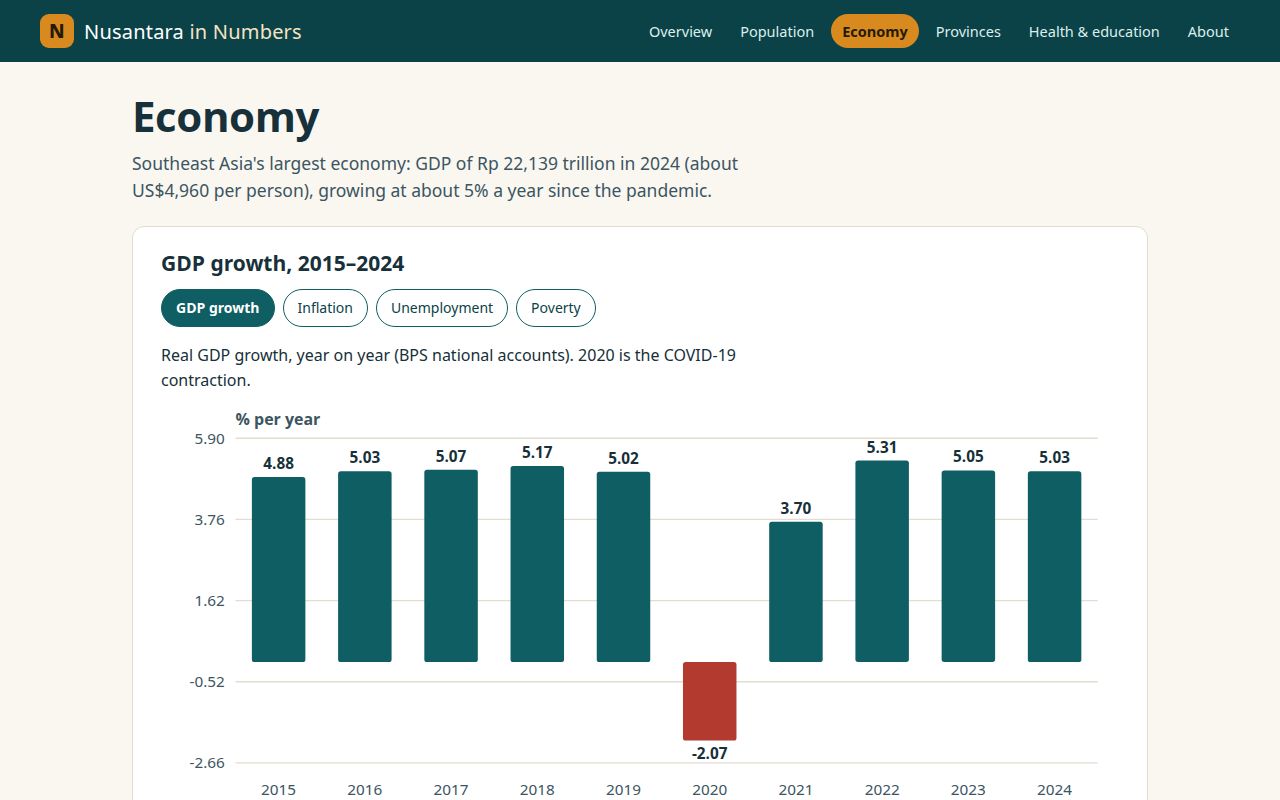 N Nusantara in Numbers
Overview Population Economy Provinces Health & education About
Economy
Southeast Asia's largest economy: GDP of Rp 22,139 trillion in 2024 (about
US$4,960 per person), growing at about 5% a year since the pandemic.
GDP growth, 2015–2024
GDP growth Inflation Unemployment Poverty
Real GDP growth, year on year (BPS national accounts). 2020 is the COVID-19
contraction.
% per year
5.90
3.76
1.62
-0.52
-2.66
4.88 5.03 5.07 5.17 5.02 -2.07 3.70 5.31 5.05 5.03
2015 2016 2017 2018 2019 2020 2021 2022 2023 2024